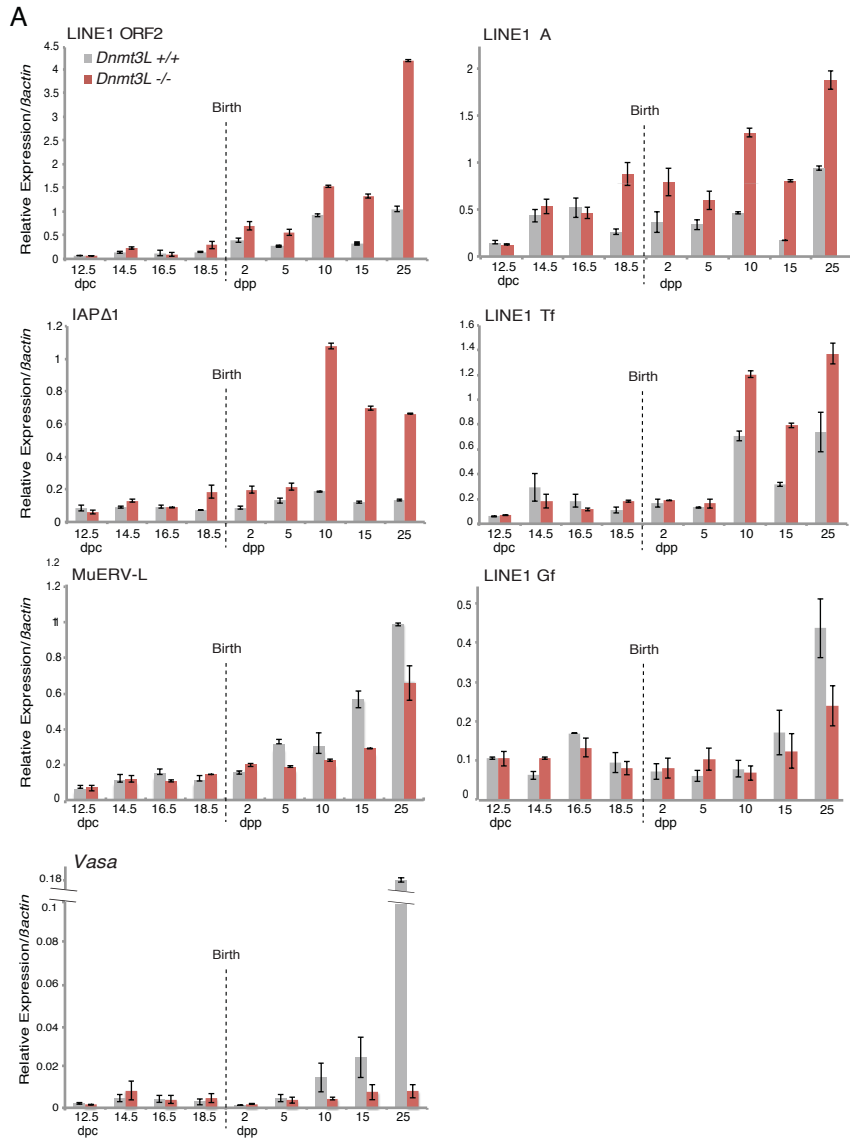 A
LINE1 ORF2
4.5
4
3.5
3
2.5
2
1.5
1
0.5
0
Relative Expression/ßactin
Dnmt3L +/+
Dnmt3L -/-
Birth
12.5 14.5 16.5 18.5 2 5 10 15 25
dpc dpp
LINE1 A
2
1.5
1
0.5
0
Birth
12.5 14.5 16.5 18.5 2 5 10 15 25
dpc dpp
IAPΔ1
1.2
1
0.8
0.6
0.4
0.2
0
Relative Expression/ßactin
Birth
12.5 14.5 16.5 18.5 2 5 10 15 25
dpc dpp
LINE1 Tf
1.6
1.4
1.2
1
0.8
0.6
0.4
0.2
0
Birth
12.5 14.5 16.5 18.5 2 5 10 15 25
dpc dpp
MuERV-L
1.2
1
0.8
0.6
0.4
0.2
0
Relative Expression/ßactin
Birth
12.5 14.5 16.5 18.5 2 5 10 15 25
dpc dpp
LINE1 Gf
0.5
0.4
0.3
0.2
0.1
0
Birth
12.5 14.5 16.5 18.5 2 5 10 15 25
dpc dpp
Vasa
0.18
0.1
0.08
0.06
0.04
0.02
0
Relative Expression/ßactin
Birth
12.5 14.5 16.5 18.5 2 5 10 15 25
dpc dpp